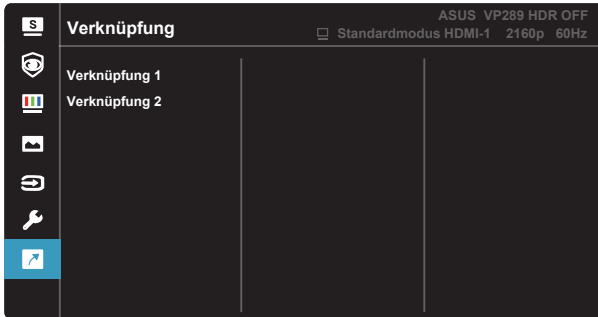 S
Verknüpfung
ASUS VP289 HDR OFF
Standardmodus HDMI-1 2160p 60Hz
Verknüpfung 1
Verknüpfung 2